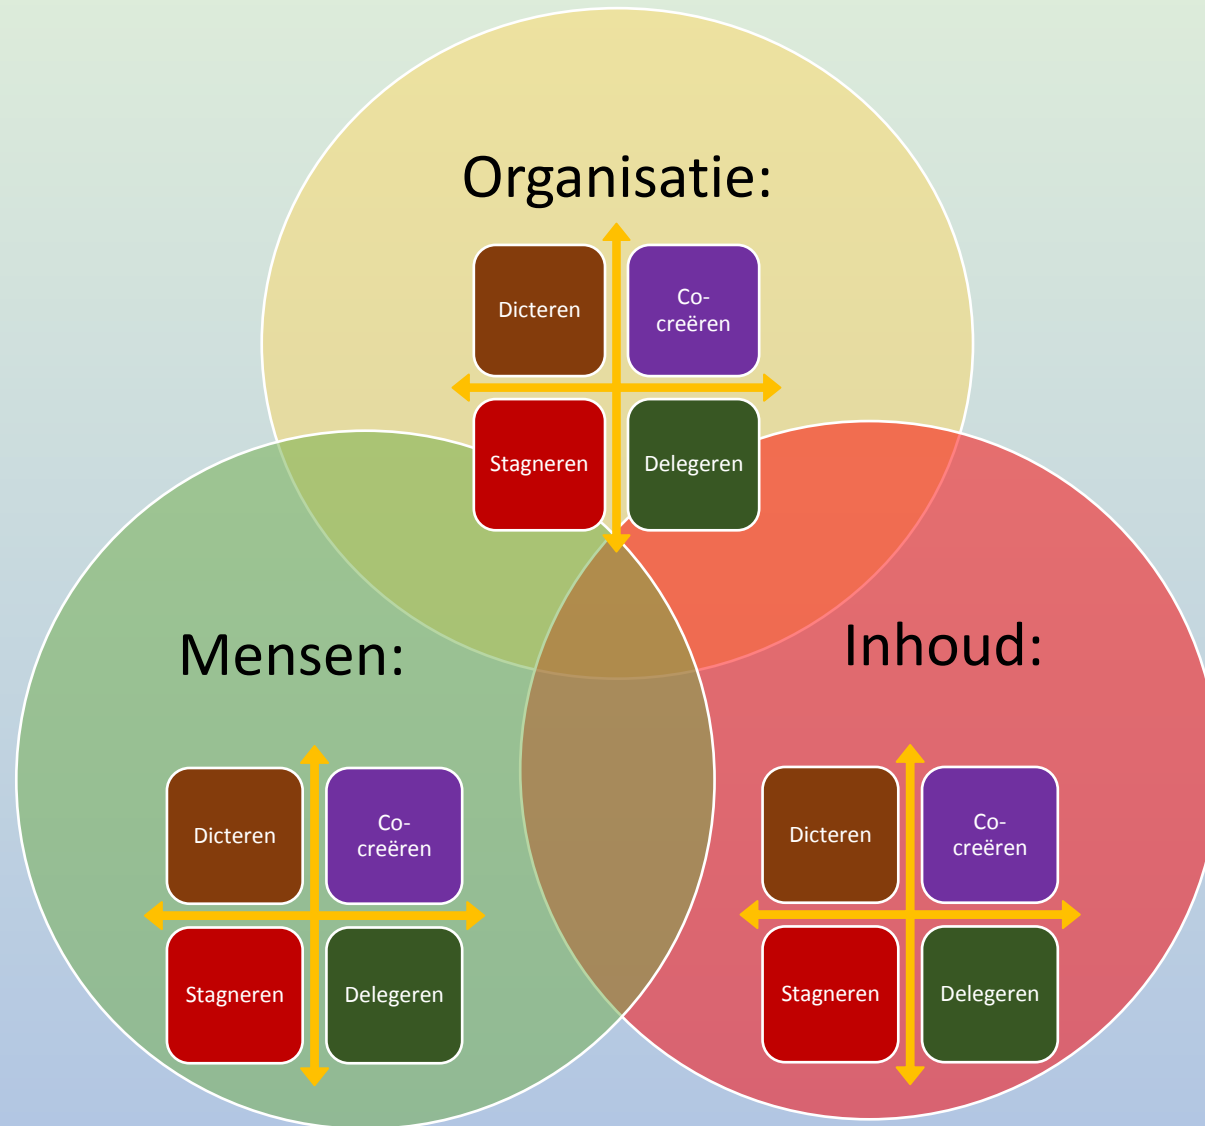 Organisatie:
Dicteren
Co-
creëren
Stagneren
Delegeren
Mensen:
Dicteren
Co-
creëren
Stagneren
Delegeren
Inhoud:
Dicteren
Co-
creëren
Stagneren
Delegeren